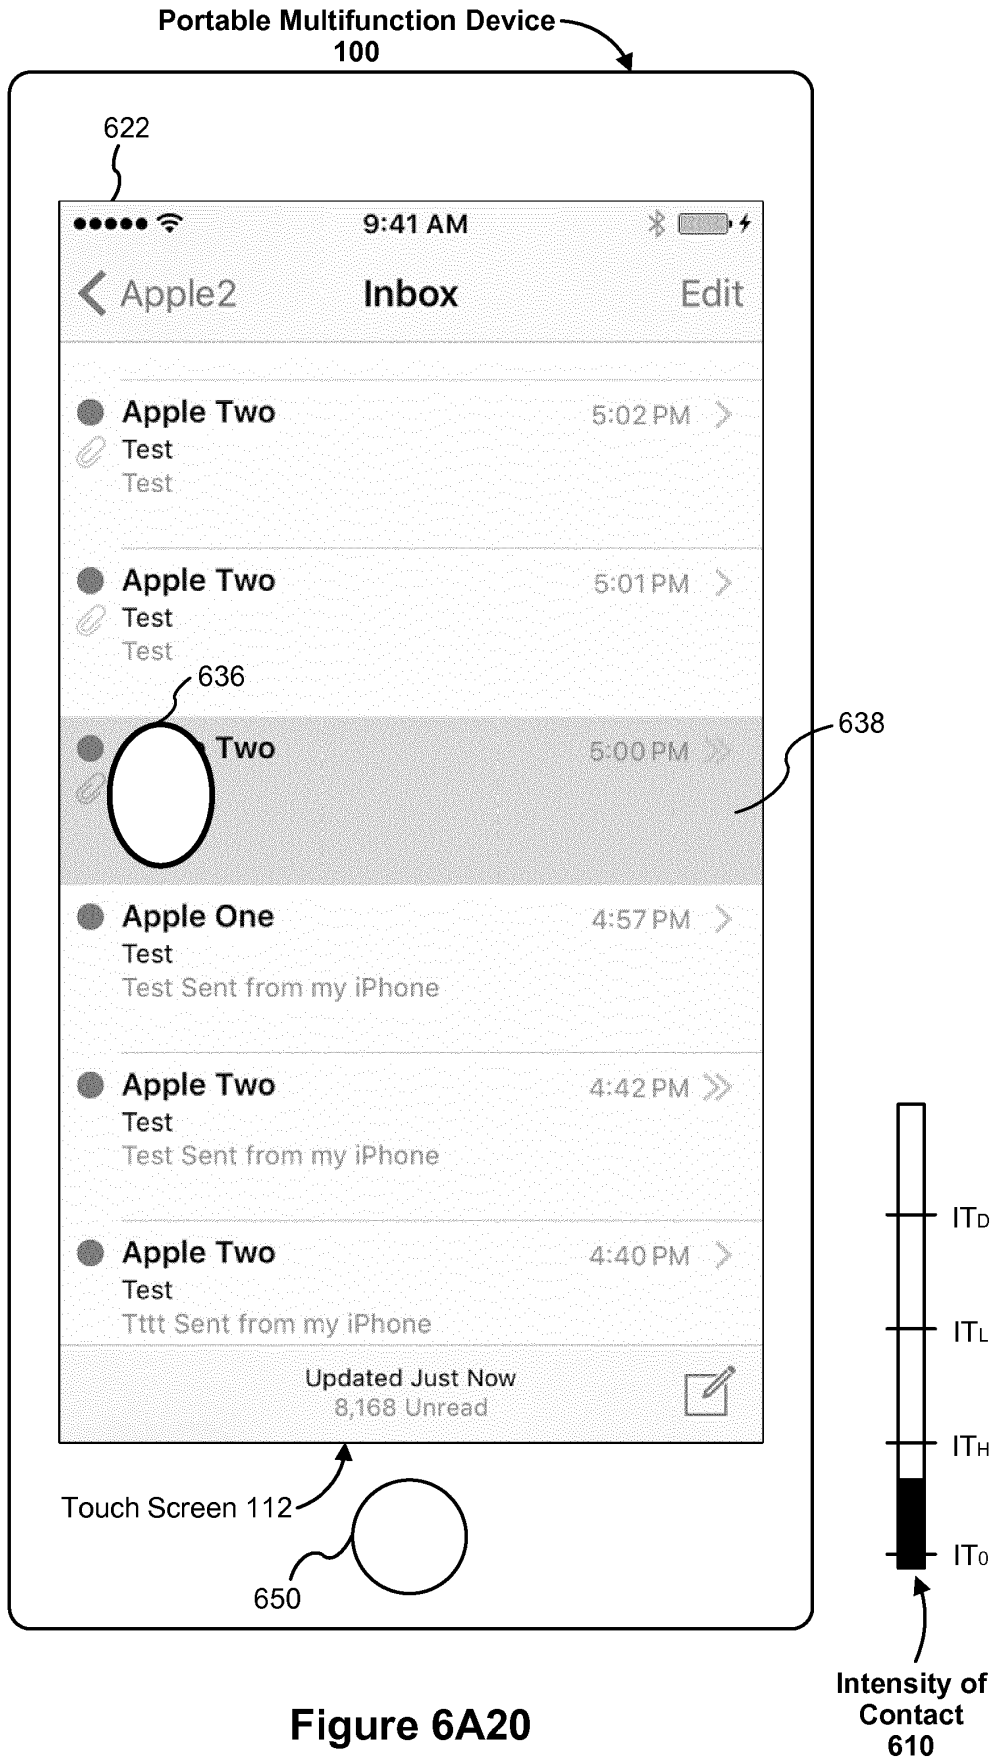 Portable Multifunction Device
100
622
9:41 AM
Apple2 Inbox Edit
Apple Two 5:02 PM
Test
Test
Apple Two 5:01 PM
Test
Test
636
Two 5:00 PM
638
Apple One 4:57 PM
Test
Test Sent from my iPhone
Apple Two 4:42 PM
Test
Test Sent from my iPhone
Apple Two 4:40 PM
Test
Tttt Sent from my iPhone
Updated Just Now
8,168 Unread
Touch Screen 112
650
ITD
ITL
ITH
IT0
Intensity of
Contact
610
Figure 6A20